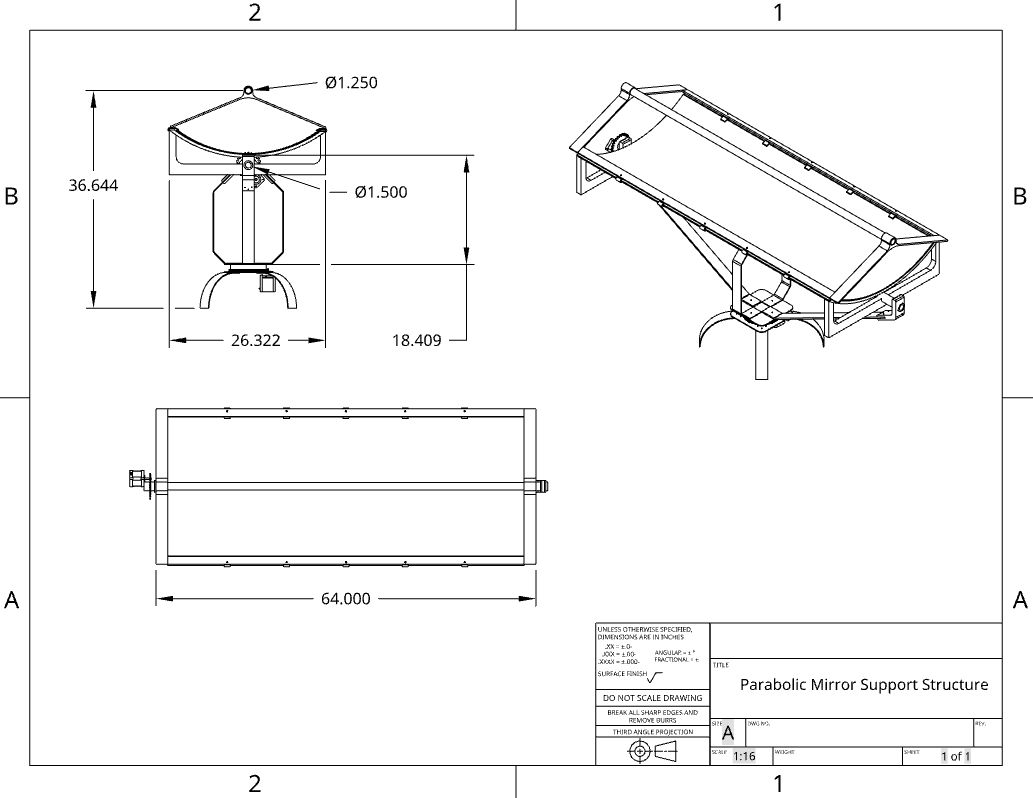 2
1
B
B
Ø1.250
36.644
Ø1.500
26.322
18.409
64.000
A
A
UNLESS OTHERWISE SPECIFIED,
DIMENSIONS ARE IN INCHES
.XX = ±.0-
.XXX = ±.00-
.XXXX = ±.000-
ANGULAR = ± °
FRACTIONAL = ±
SURFACE FINISH
DO NOT SCALE DRAWING
BREAK ALL SHARP EDGES AND
REMOVE BURRS
THIRD ANGLE PROJECTION
TITLE
Parabolic Mirror Support Structure
SIZE
A
DWG NO.
REV.
SCALE
1:16
WEIGHT
SHEET
1 of 1
2
1